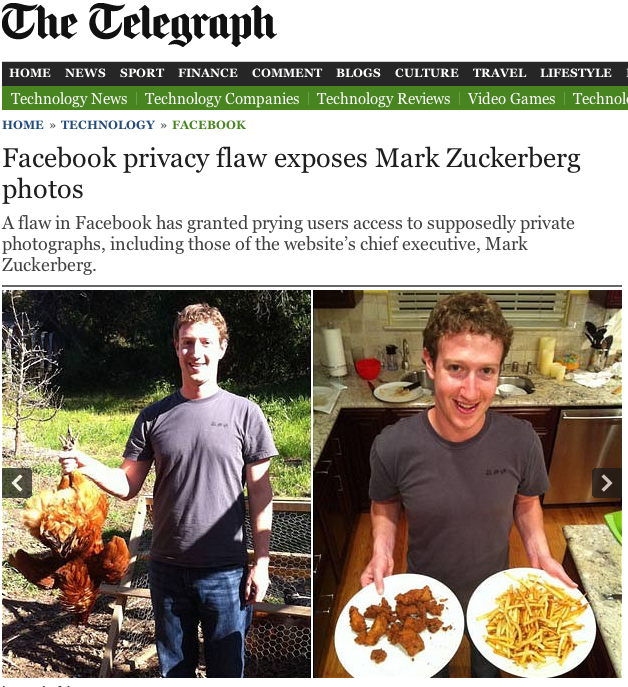 The Telegraph
HOME NEWS SPORT FINANCE COMMENT BLOGS CULTURE TRAVEL LIFESTYLE
Technology News Technology Companies Technology Reviews Video Games Technol
HOME » TECHNOLOGY » FACEBOOK
Facebook privacy flaw exposes Mark Zuckerberg
photos
A flaw in Facebook has granted prying users access to supposedly private
photographs, including those of the website's chief executive, Mark
Zuckerberg.